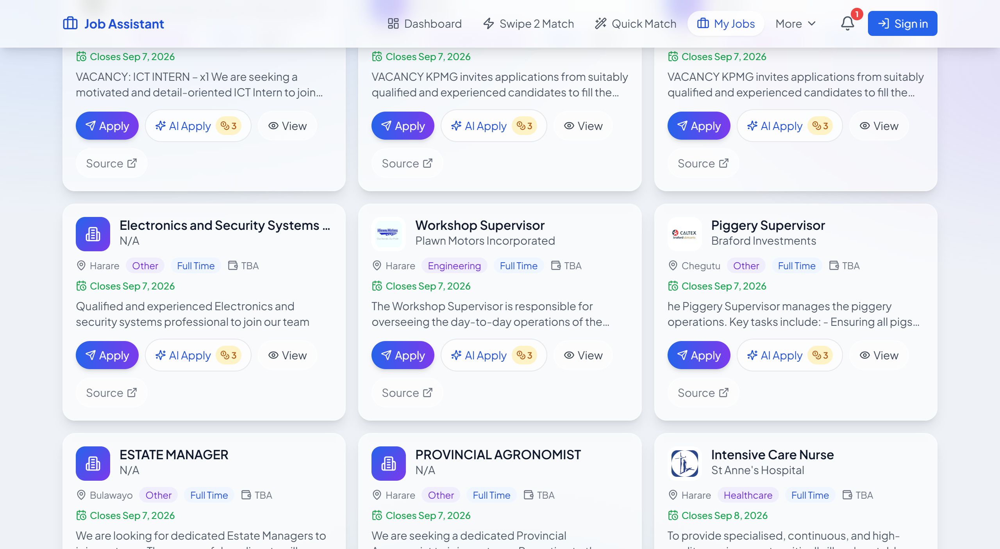 Job Assistant
Dashboard
Swipe 2 Match
Quick Match
My Jobs
More
1
Sign in
Closes Sep 7, 2026
VACANCY: ICT INTERN – x1 We are seeking a
motivated and detail-oriented ICT Intern to join...
Apply
AI Apply
3
View
Source
Closes Sep 7, 2026
VACANCY KPMG invites applications from suitably
qualified and experienced candidates to fill the...
Apply
AI Apply
3
View
Source
Closes Sep 7, 2026
VACANCY KPMG invites applications from suitably
qualified and experienced candidates to fill the...
Apply
AI Apply
3
View
Source
Electronics and Security Systems ...
N/A
Harare
Other
Full Time
TBA
Closes Sep 7, 2026
Qualified and experienced Electronics and
security systems professional to join our team
Apply
AI Apply
3
View
Source
Plawn Motors
Our Brands, Our Pride
Workshop Supervisor
Plawn Motors Incorporated
Harare
Engineering
Full Time
TBA
Closes Sep 7, 2026
The Workshop Supervisor is responsible for
overseeing the day-to-day operations of the...
Apply
AI Apply
3
View
Source
CALTEX
brafordlubricants
Piggery Supervisor
Braford Investments
Chegutu
Other
Full Time
TBA
Closes Sep 7, 2026
he Piggery Supervisor manages the piggery
operations. Key tasks include: - Ensuring all pigs...
Apply
AI Apply
3
View
Source
ESTATE MANAGER
N/A
Bulawayo
Other
Full Time
TBA
Closes Sep 7, 2026
We are looking for dedicated Estate Managers to
PROVINCIAL AGRONOMIST
N/A
Harare
Other
Full Time
TBA
Closes Sep 7, 2026
We are seeking a dedicated Provincial
Intensive Care Nurse
St Anne's Hospital
Harare
Healthcare
Full Time
TBA
Closes Sep 8, 2026
To provide specialised, continuous, and high-